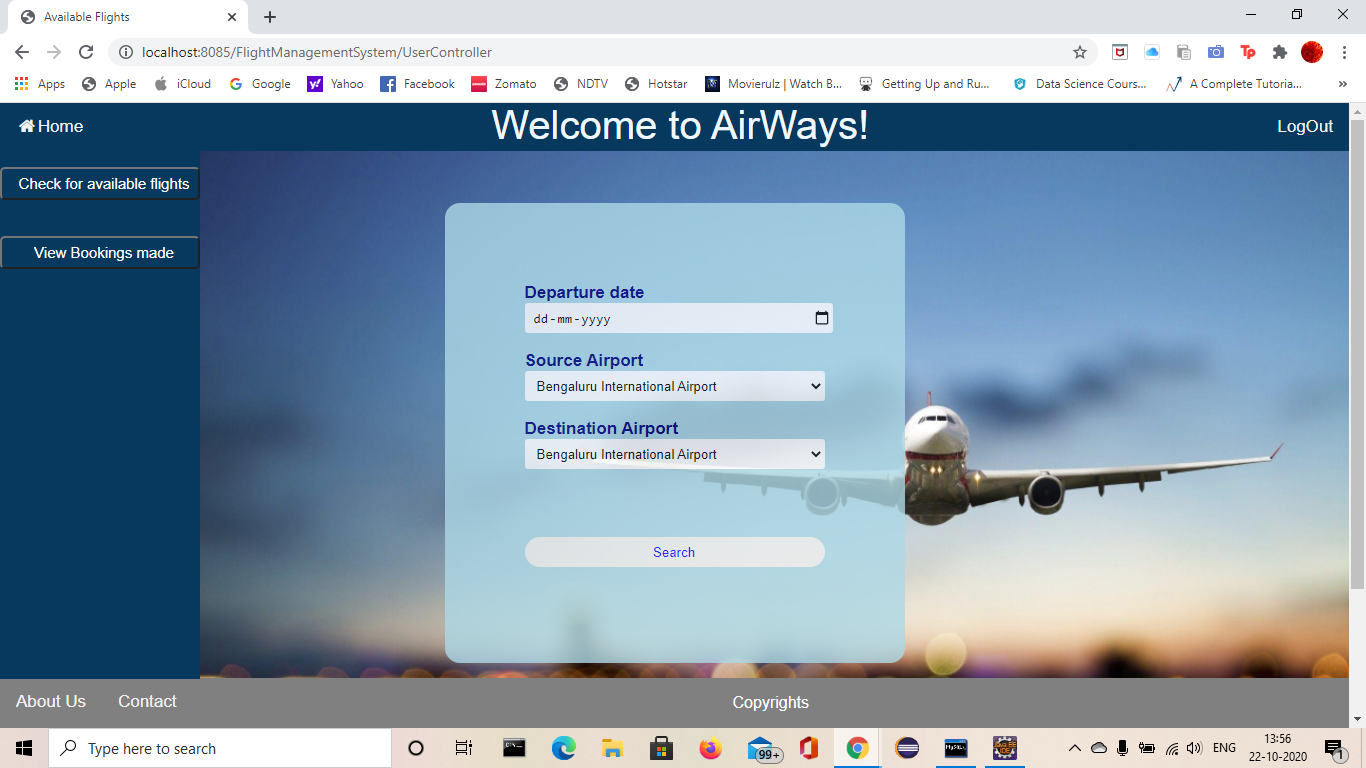 Available Flights
localhost:8085/FlightManagementSystem/UserController
Apps Apple iCloud Google Yahoo Facebook Zomato NDTV Hotstar Movierulz | Watch B... Getting Up and Ru... Data Science Cours... A Complete Tutoria... »
Home Welcome to AirWays! LogOut
Check for available flights
View Bookings made
Departure date
dd-mm-yyyy
Source Airport
Bengaluru International Airport
Destination Airport
Bengaluru International Airport
Search
About Us Contact Copyrights
Type here to search 99+ ENG 13:56
22-10-2020 1